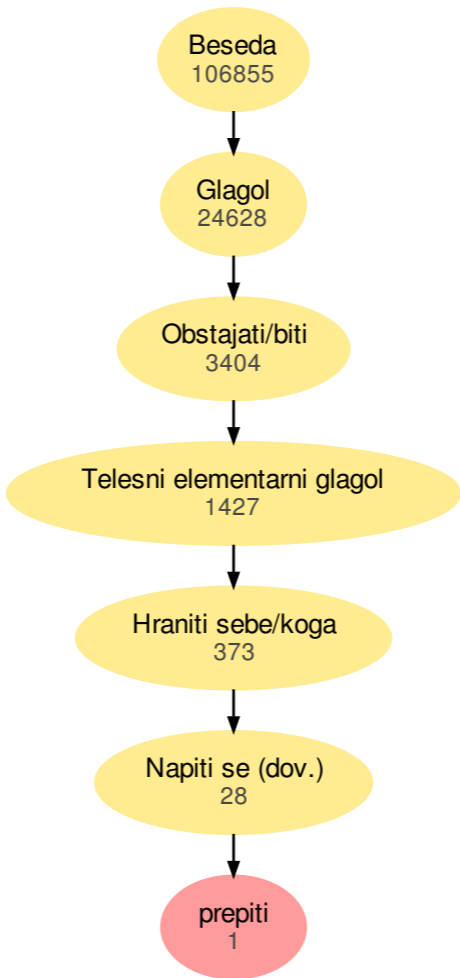 Beseda
106855
Glagol
24628
Obstajati/biti
3404
Telesni elementarni glagol
1427
Hraniti sebe/koga
373
Napiti se (dov.)
28
prepiti
1